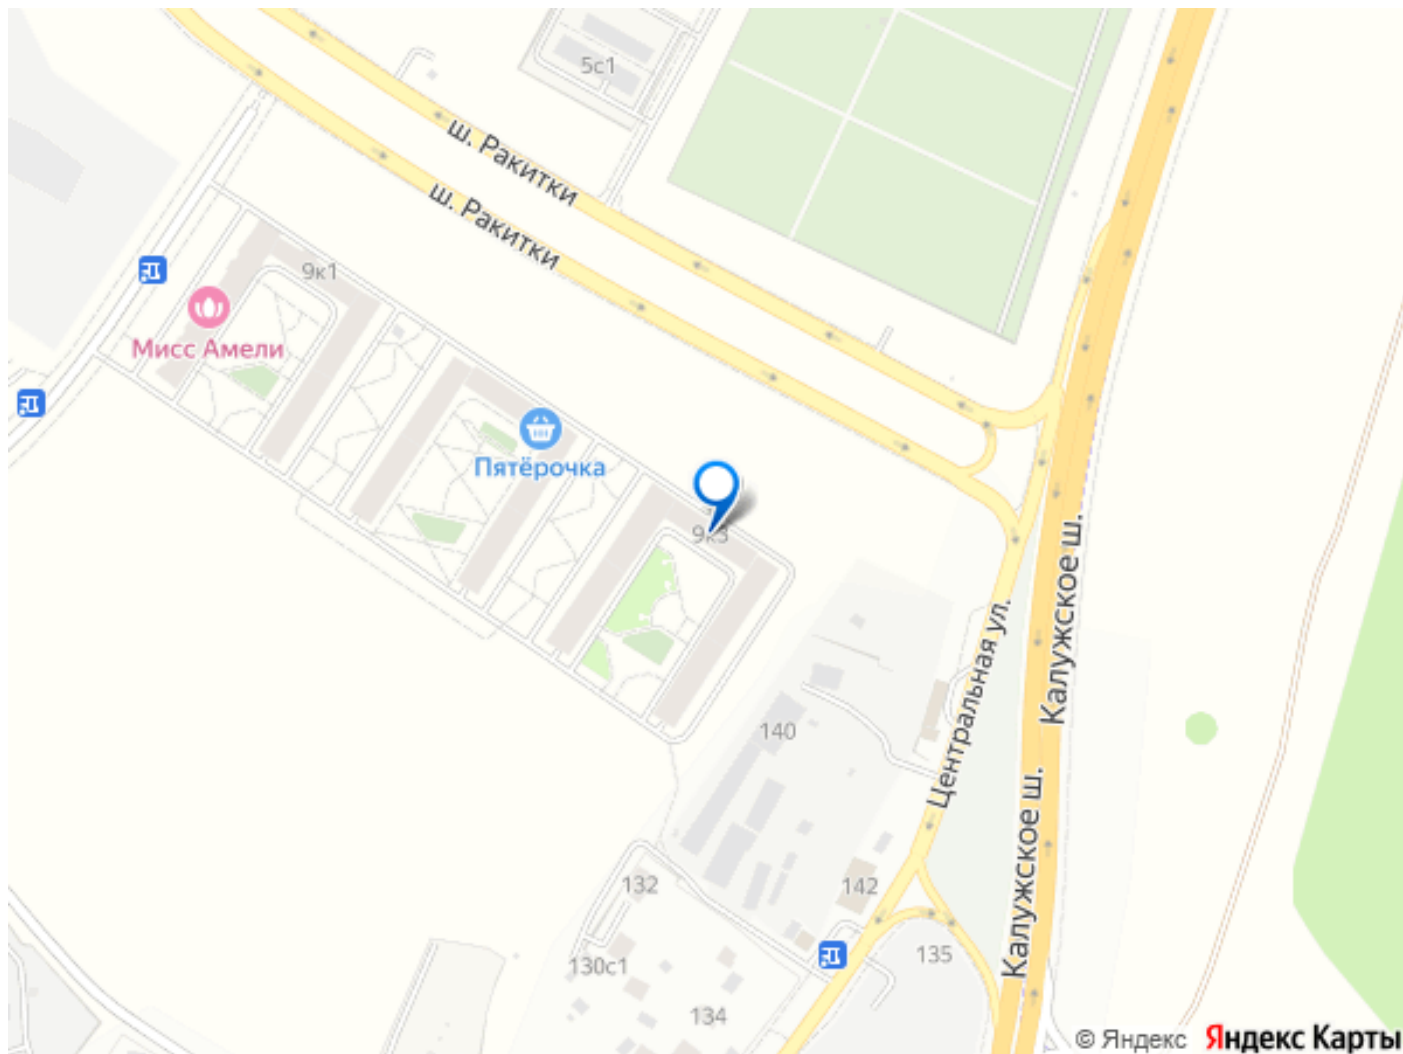 5с1
ш. Ракитки
ш. Ракитки
9к1
Мисс Амели
Пятёрочка
9к3
Калужское ш.
Центральная ул.
140
Калужское ш.
132
142
130с1
135
134
© Яндекс Яндекс Карты